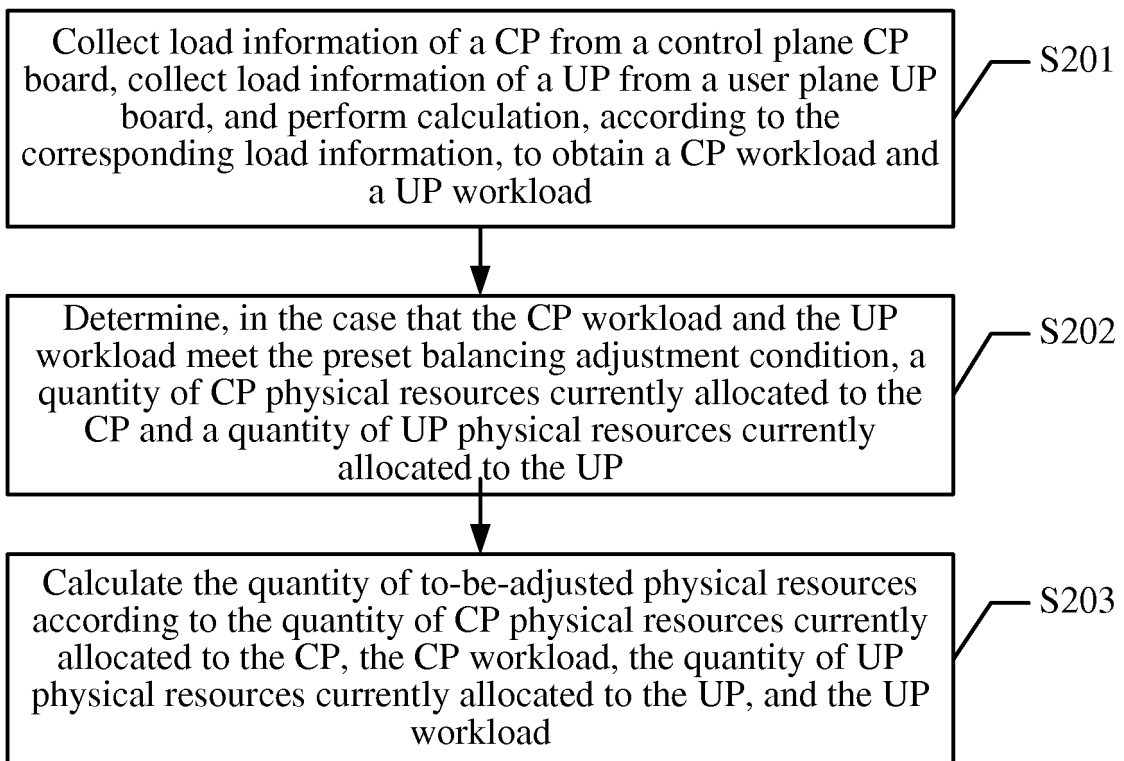 Collect load information of a CP from a control plane CP
board, collect load information of a UP from a user plane UP
board, and perform calculation, according to the
corresponding load information, to obtain a CP workload and
a UP workload
S201
Determine, in the case that the CP workload and the UP
workload meet the preset balancing adjustment condition, a
quantity of CP physical resources currently allocated to the
CP and a quantity of UP physical resources currently
allocated to the UP
S202
Calculate the quantity of to-be-adjusted physical resources
according to the quantity of CP physical resources currently
allocated to the CP, the CP workload, the quantity of UP
physical resources currently allocated to the UP, and the UP
workload
S203